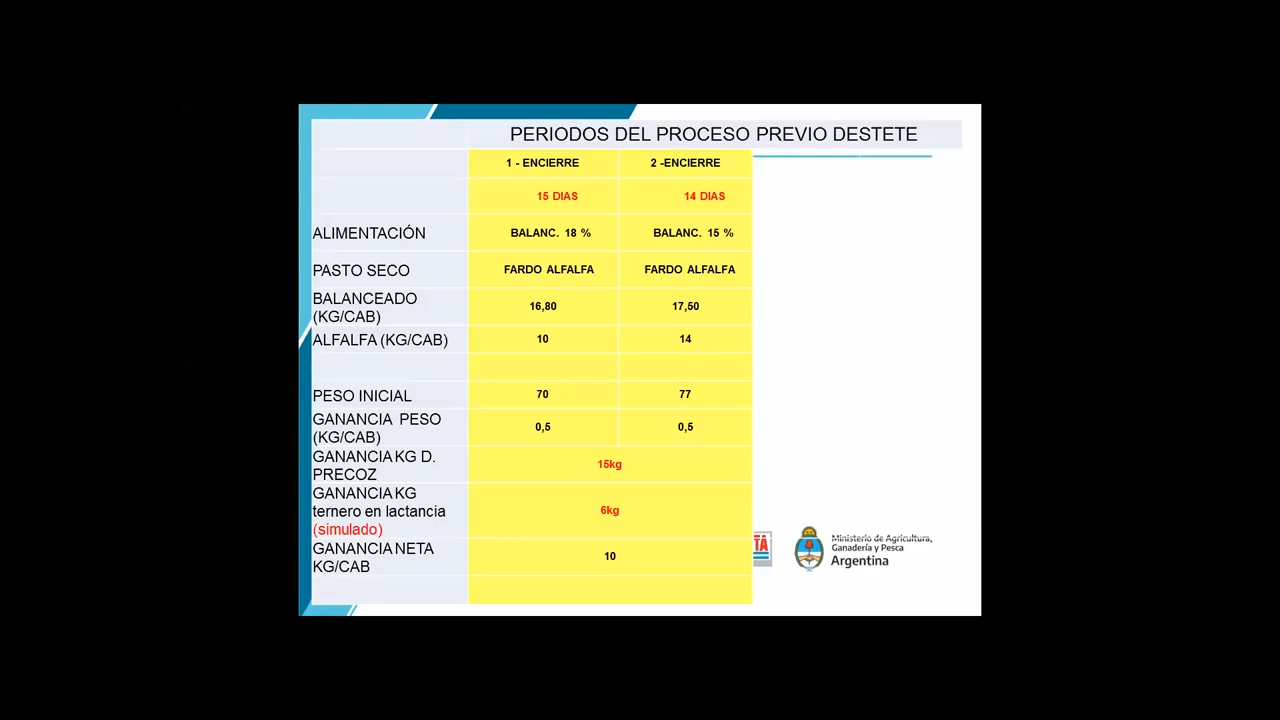 PERIODOS DEL PROCESO PREVIO DESTETE
1 - ENCIERRE 2 -ENCIERRE
15 DIAS 14 DIAS
ALIMENTACIÓN BALANC. 18 % BALANC. 15 %
PASTO SECO FARDO ALFALFA FARDO ALFALFA
BALANCEADO
(KG/CAB) 16,80 17,50
ALFALFA (KG/CAB) 10 14
PESO INICIAL 70 77
GANANCIA PESO
(KG/CAB) 0,5 0,5
GANANCIA KG D.
PRECOZ 15kg
GANANCIA KG
ternero en lactancia
(simulado) 6kg
GANANCIA NETA
KG/CAB 10
TA
Ministerio de Agricultura,
Ganadería y Pesca
Argentina